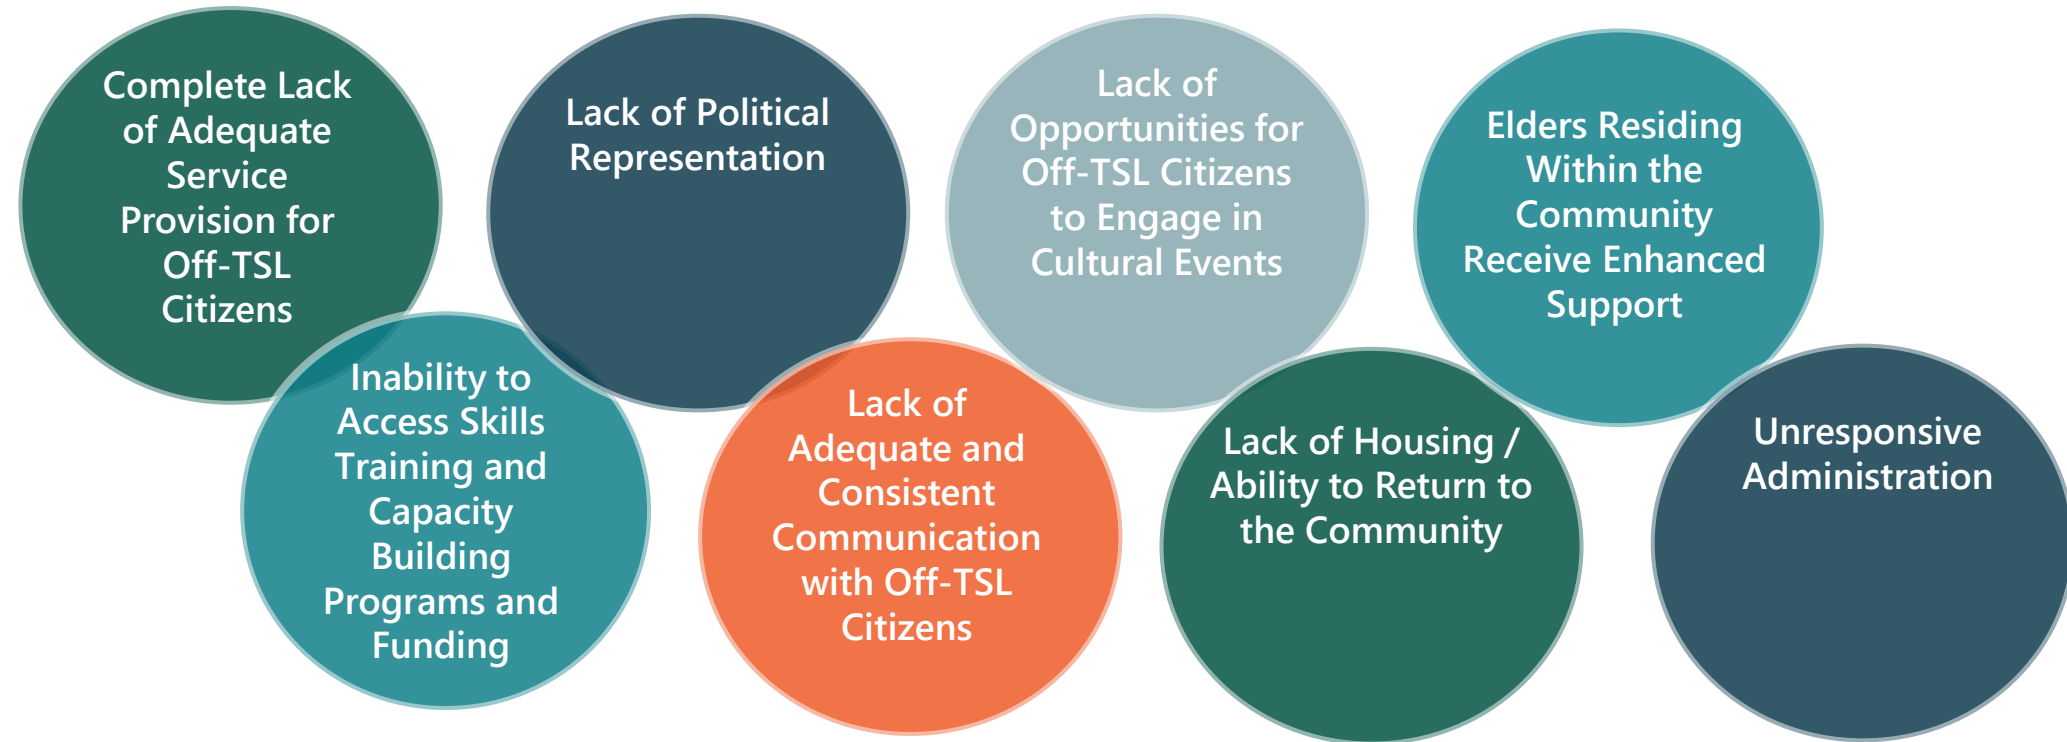 Complete Lack
of Adequate
Service
Provision for
Off-TSL
Citizens
Inability to
Access Skills
Training and
Capacity
Building
Programs and
Funding
Lack of Political
Representation
Lack of
Adequate and
Consistent
Communication
with Off-TSL
Citizens
Lack of
Opportunities for
Off-TSL Citizens
to Engage in
Cultural Events
Lack of Housing /
Ability to Return to
the Community
Elders Residing
Within the
Community
Receive Enhanced
Support
Unresponsive
Administration